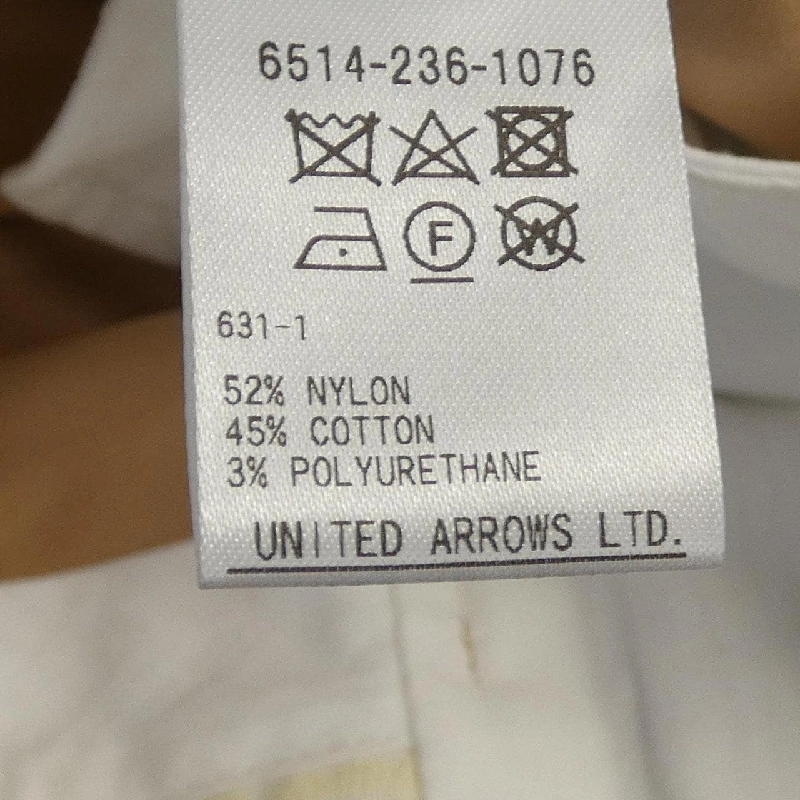 6514-236-1076
F W
631-1
52% NYLON
45% COTTON
3% POLYURETHANE
UNITED ARROWS LTD.